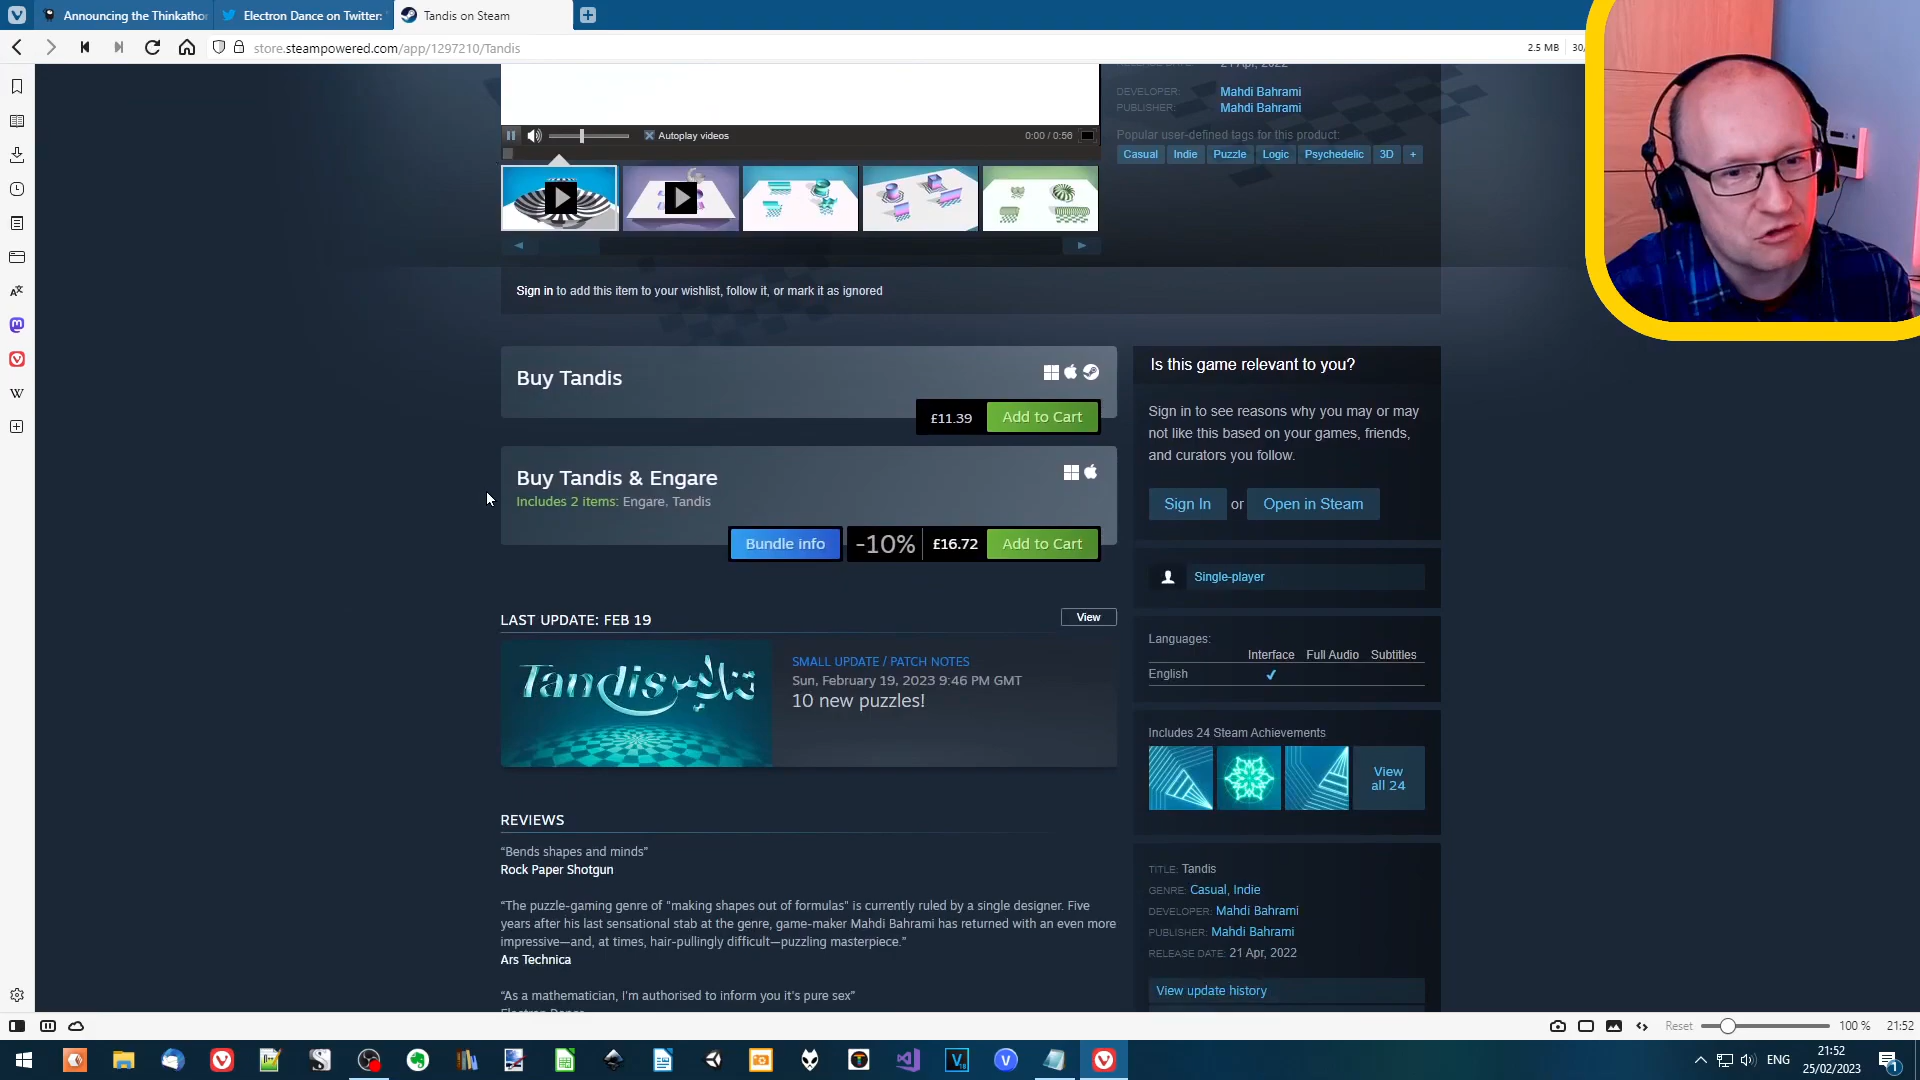 Announcing the Thinkathon
Electron Dance on Twitter:
Tandis on Steam
store.steampowered.com/app/1297210/Tandis
2.5 MB
30/
RELEASE DATE: 21 Apr, 2022
DEVELOPER: Mahdi Bahrami
PUBLISHER: Mahdi Bahrami
Autoplay videos
0:00 / 0:56
Popular user-defined tags for this product:
Casual Indie Puzzle Logic Psychedelic 3D +
Sign in to add this item to your wishlist, follow it, or mark it as ignored
Buy Tandis
£11.39 Add to Cart
Buy Tandis & Engare
Includes 2 items: Engare, Tandis
Bundle info -10% £16.72 Add to Cart
LAST UPDATE: FEB 19
View
Tandis تندیس
SMALL UPDATE / PATCH NOTES
Sun, February 19, 2023 9:46 PM GMT
10 new puzzles!
REVIEWS
“Bends shapes and minds”
Rock Paper Shotgun
“The puzzle-gaming genre of "making shapes out of formulas" is currently ruled by a single designer. Five
years after his last sensational stab at the genre, game-maker Mahdi Bahrami has returned with an even more
impressive—and, at times, hair-pullingly difficult—puzzling masterpiece.”
Ars Technica
“As a mathematician, I'm authorised to inform you it's pure sex”
Electron Dance
Is this game relevant to you?
Sign in to see reasons why you may or may
not like this based on your games, friends,
and curators you follow.
Sign In or Open in Steam
Single-player
Languages:
Interface Full Audio Subtitles
English ✔
Includes 24 Steam Achievements
View
all 24
TITLE: Tandis
GENRE: Casual, Indie
DEVELOPER: Mahdi Bahrami
PUBLISHER: Mahdi Bahrami
RELEASE DATE: 21 Apr, 2022
View update history
Reset
100 %
21:52
ENG
21:52
25/02/2023
1